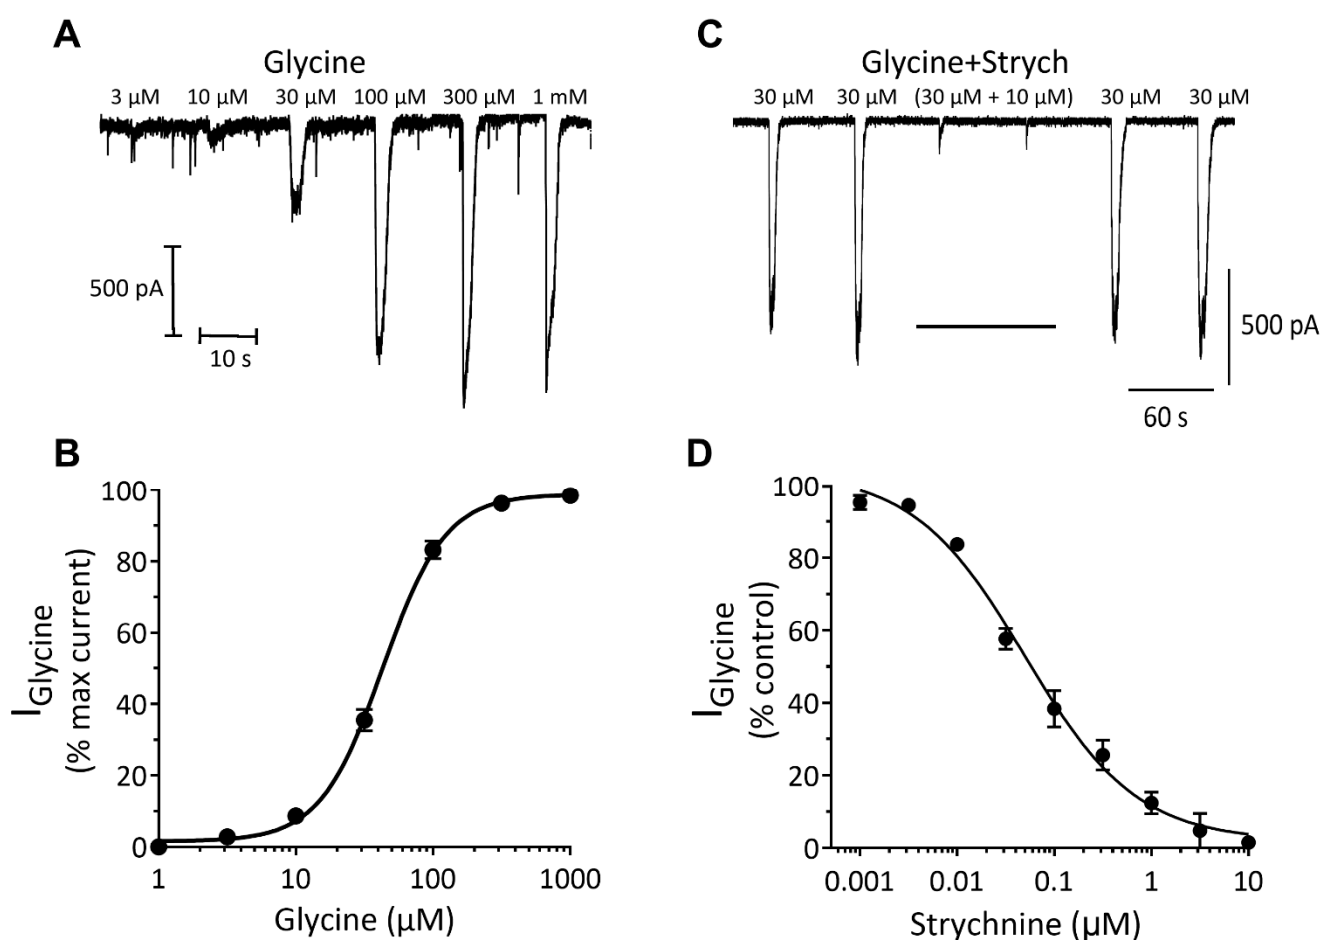 A
Glycine
3 μM 10 μM 30 μM 100 μM 300 μM 1 mM
500 pA
10 s
C
Glycine+Strych
30 μM 30 μM (30 μM + 10 μM) 30 μM 30 μM
500 pA
60 s
B
I Glycine
(% max current)
100
80
60
40
20
0
1 10 100 1000
Glycine (μM)
D
I Glycine
(% control)
100
80
60
40
20
0
0.001 0.01 0.1 1 10
Strychnine (μM)